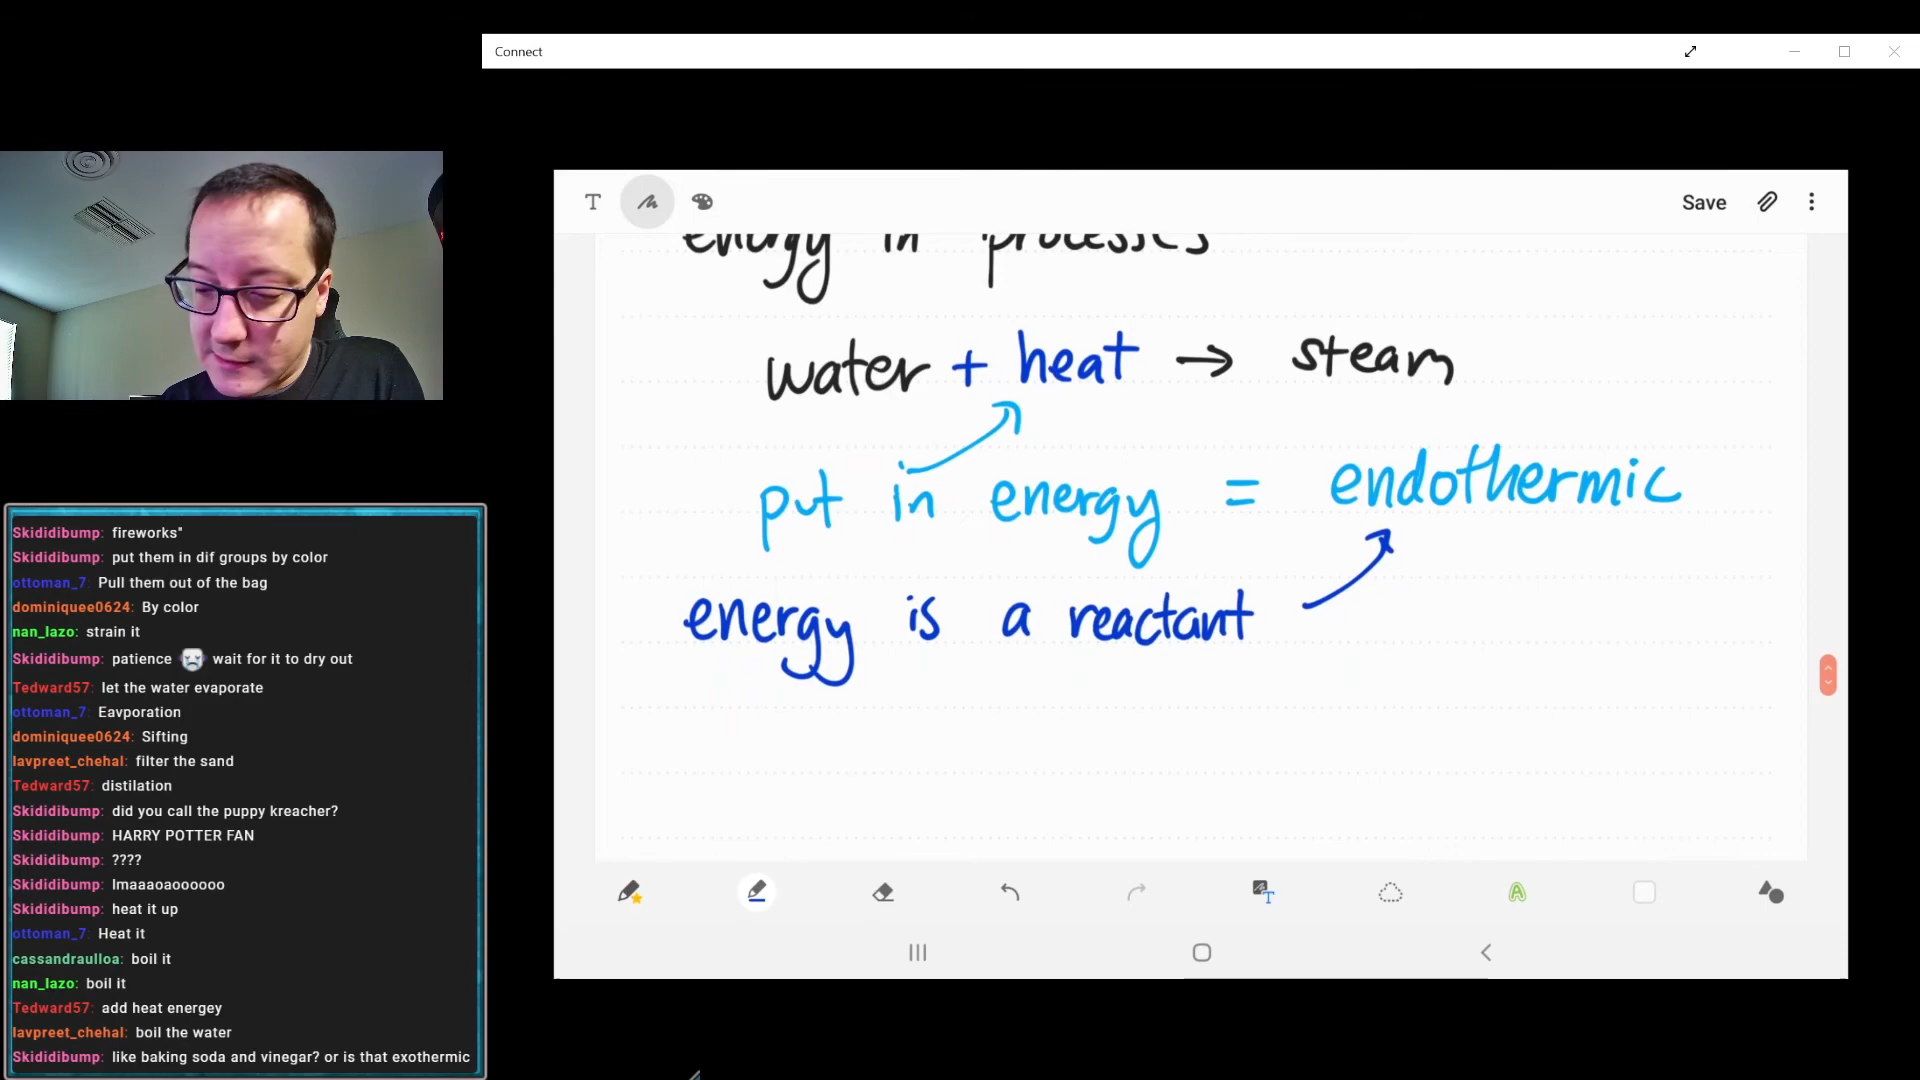 Connect
T
Save
energy in processes
water + heat → steam
put in energy = endothermic
energy is a reactant
Skididibump: fireworks"
Skididibump: put them in dif groups by color
ottoman_7: Pull them out of the bag
dominiquee0624: By color
nan_lazo: strain it
Skididibump: patience wait for it to dry out
Tedward57: let the water evaporate
ottoman_7: Eavporation
dominiquee0624: Sifting
lavpreet_chehal: filter the sand
Tedward57: distilation
Skididibump: did you call the puppy kreacher?
Skididibump: HARRY POTTER FAN
Skididibump: ????
Skididibump: lmaaoaoooooo
Skididibump: heat it up
ottoman_7: Heat it
cassandraulloa: boil it
nan_lazo: boil it
Tedward57: add heat energey
lavpreet_chehal: boil the water
Skididibump: like baking soda and vinegar? or is that exothermic